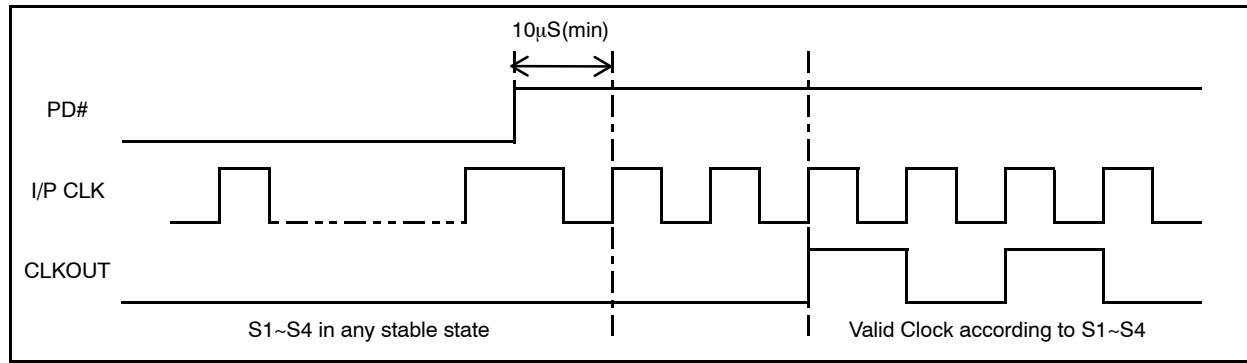 10μS(min)
PD#
I/P CLK
CLKOUT
S1~S4 in any stable state
Valid Clock according to S1~S4